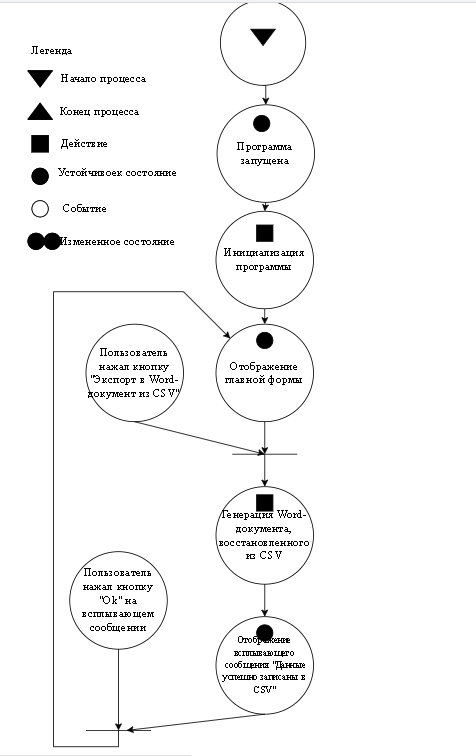 Легенда
Начало процесса
Конец процесса
Действие
Устойчивоек состояние
Событие
Измененное состояние
Программа
запущена
Инициализация
программы
Отображение
главной формы
Пользователь
нажал кнопку
"Экспорт в Word-
документ из CSV"
Генерация Word-
документа,
восстановленного
из CSV
Пользователь
нажал кнопку
"Ok" на
всплывающем
сообщении
Отображение
всплывающего
сообщения "Данные
успешно записаны в
CSV"